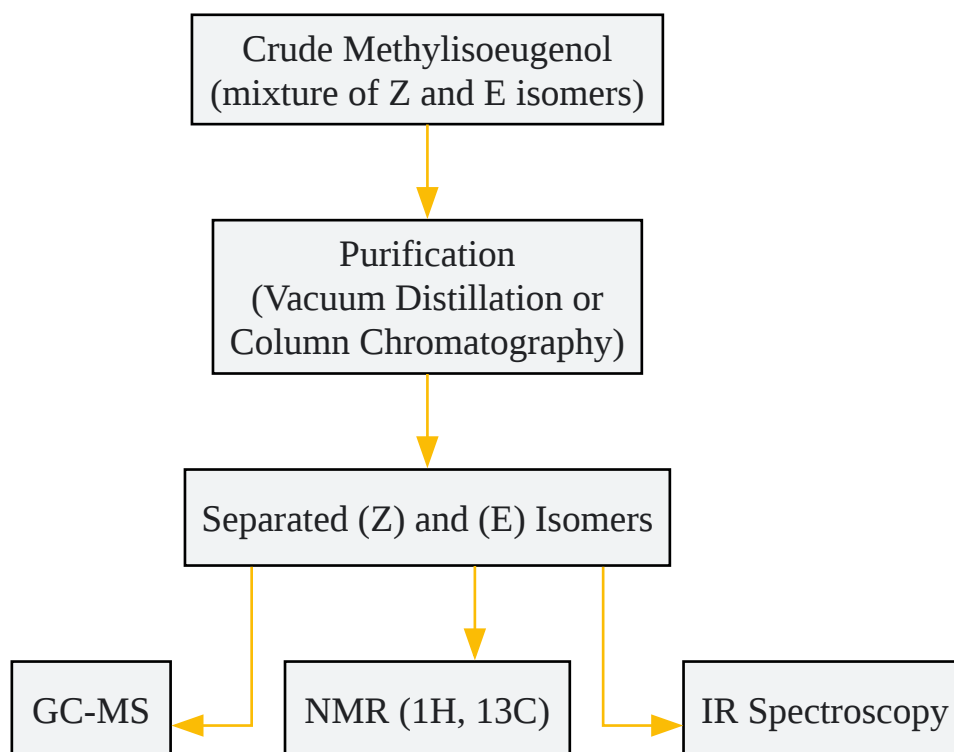 Crude Methylisoeugenol
(mixture of Z and E isomers)
Purification
(Vacuum Distillation or
Column Chromatography)
Separated (Z) and (E) Isomers
GC-MS
NMR (1H, 13C)
IR Spectroscopy